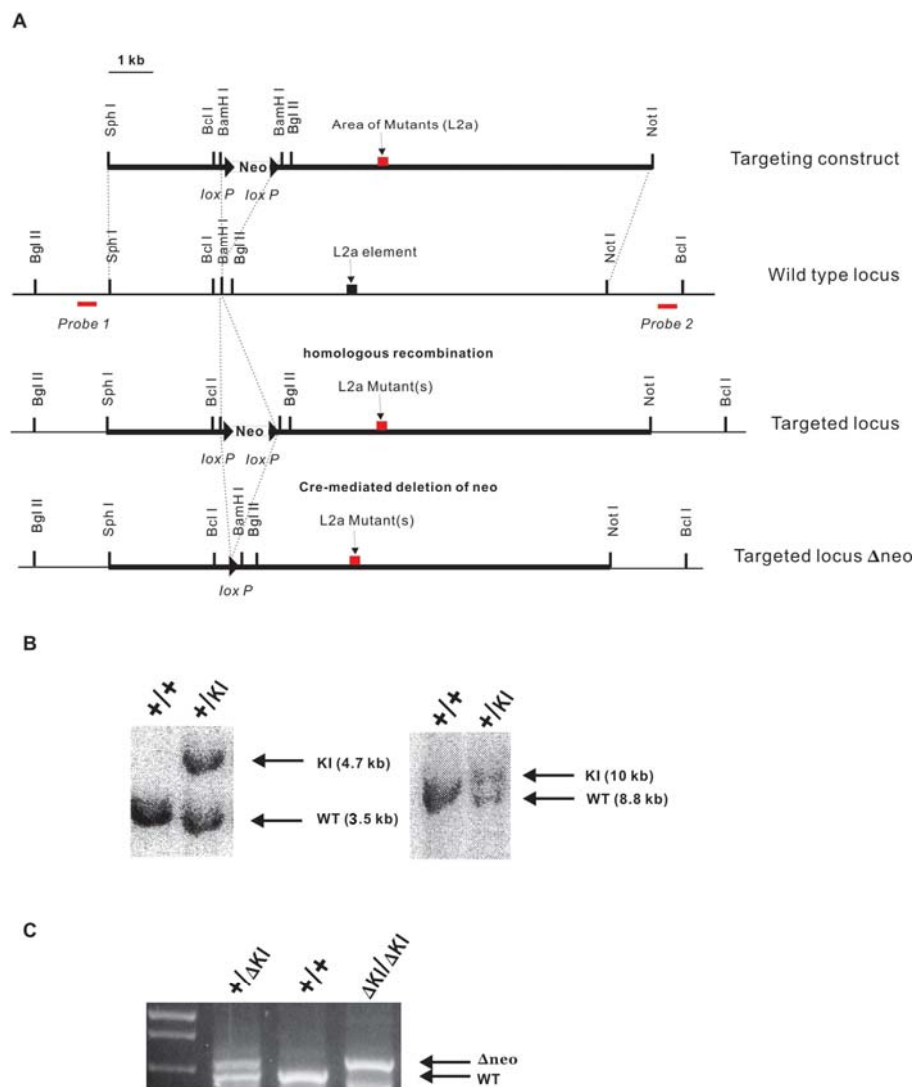 A
1 kb
Sph I
Bcl I
BamH I
BamH I
Bgl II
Area of Mutants (L2a)
Not I
Neo
Targeting construct
lox P
lox P
Bgl II
Sph I
Bcl I
BamH I
Bgl II
L2a element
Not I
Bcl I
Wild type locus
Probe 1
Probe 2
homologous recombination
Bgl II
Sph I
Bcl I
Bgl II
L2a Mutant(s)
Not I
Bcl I
Neo
Targeted locus
lox P
lox P
Cre-mediated deletion of neo
Bgl II
Sph I
Bcl I
BamH I
Bgl II
L2a Mutant(s)
Not I
Bcl I
Targeted locus Δneo
lox P
B
+/+
+/KI
KI (4.7 kb)
WT (3.5 kb)
+/+
+/KI
KI (10 kb)
WT (8.8 kb)
C
+/ΔKI
+/+
ΔKI/ΔKI
Δneo
WT